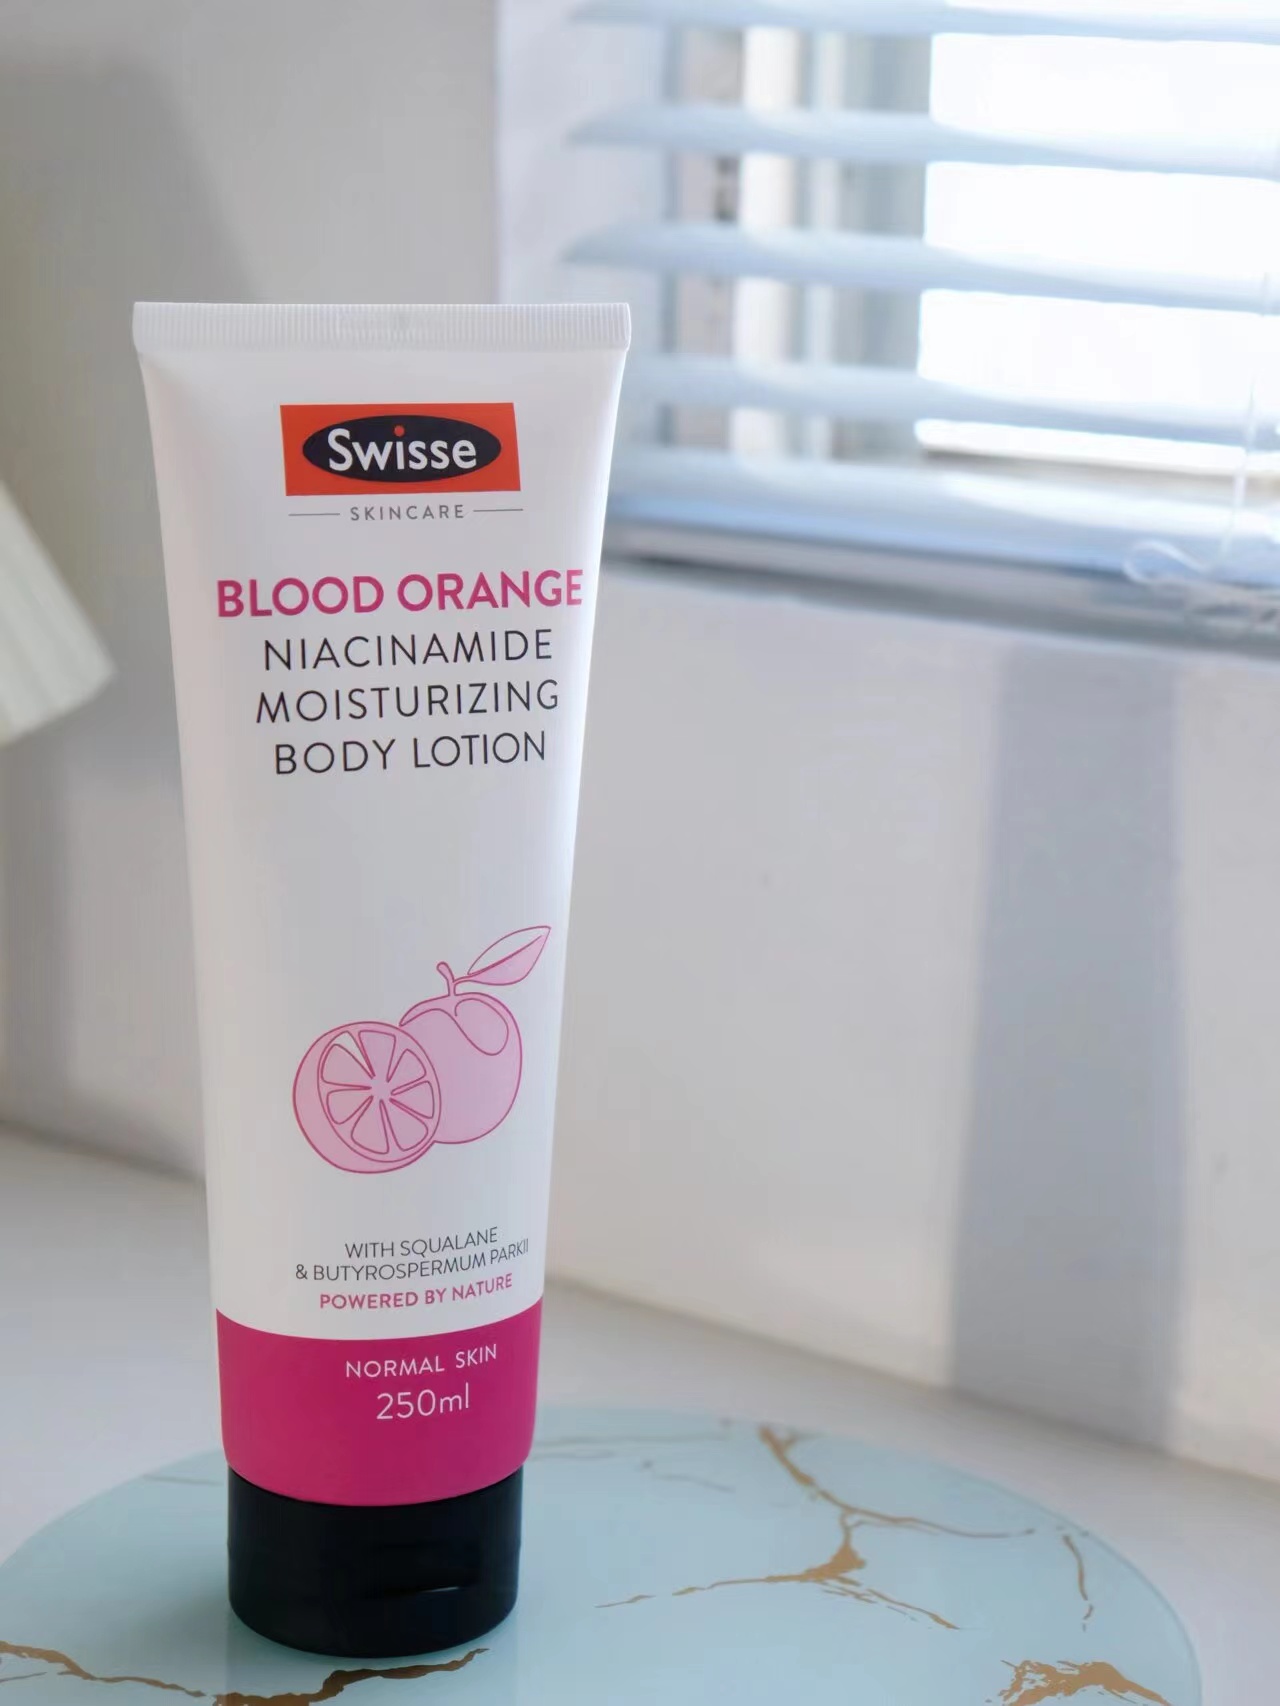 Swisse
SKINCARE
BLOOD ORANGE
NIACINAMIDE
MOISTURIZING
BODY LOTION
WITH SQUALANE
& BUTYROSPERMUM PARKII
POWERED BY NATURE
NORMAL SKIN
250ml